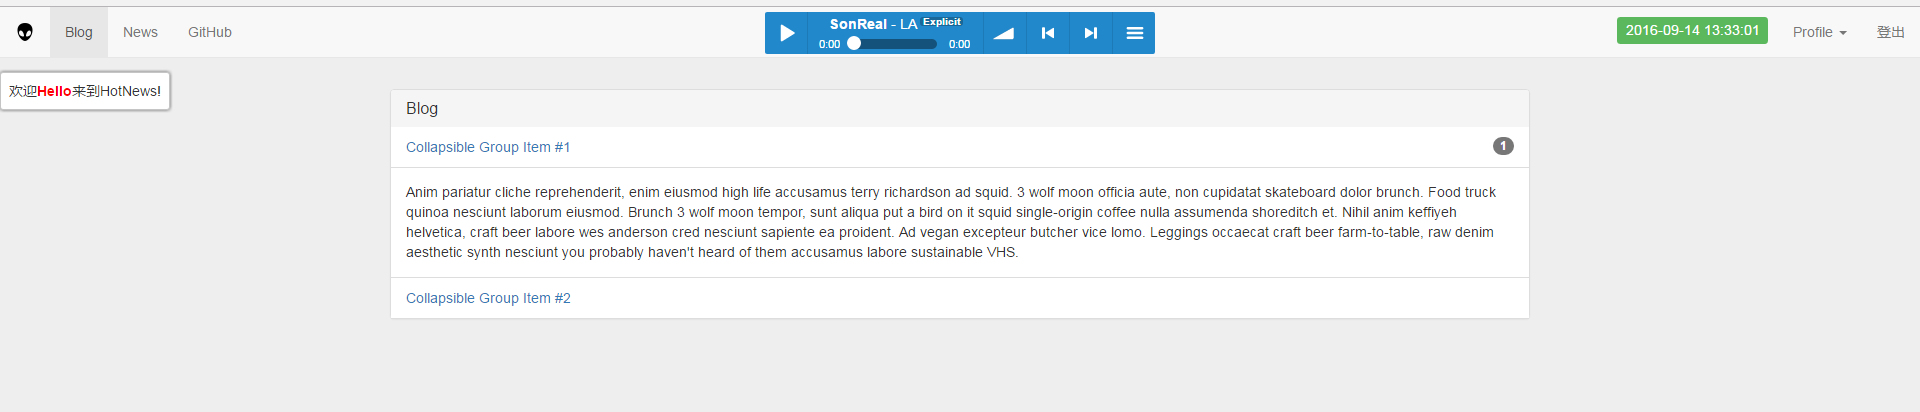 Blog News GitHub
SonReal - LA Explicit
0:00 0:00
2016-09-14 13:33:01 Profile 登出
欢迎Hello来到HotNews!
Blog
Collapsible Group Item #1 1
Anim pariatur cliche reprehenderit, enim eiusmod high life accusamus terry richardson ad squid. 3 wolf moon officia aute, non cupidatat skateboard dolor brunch. Food truck
quinoa nesciunt laborum eiusmod. Brunch 3 wolf moon tempor, sunt aliqua put a bird on it squid single-origin coffee nulla assumenda shoreditch et. Nihil anim keffiyeh
helvetica, craft beer labore wes anderson cred nesciunt sapiente ea proident. Ad vegan excepteur butcher vice lomo. Leggings occaecat craft beer farm-to-table, raw denim
aesthetic synth nesciunt you probably haven't heard of them accusamus labore sustainable VHS.
Collapsible Group Item #2